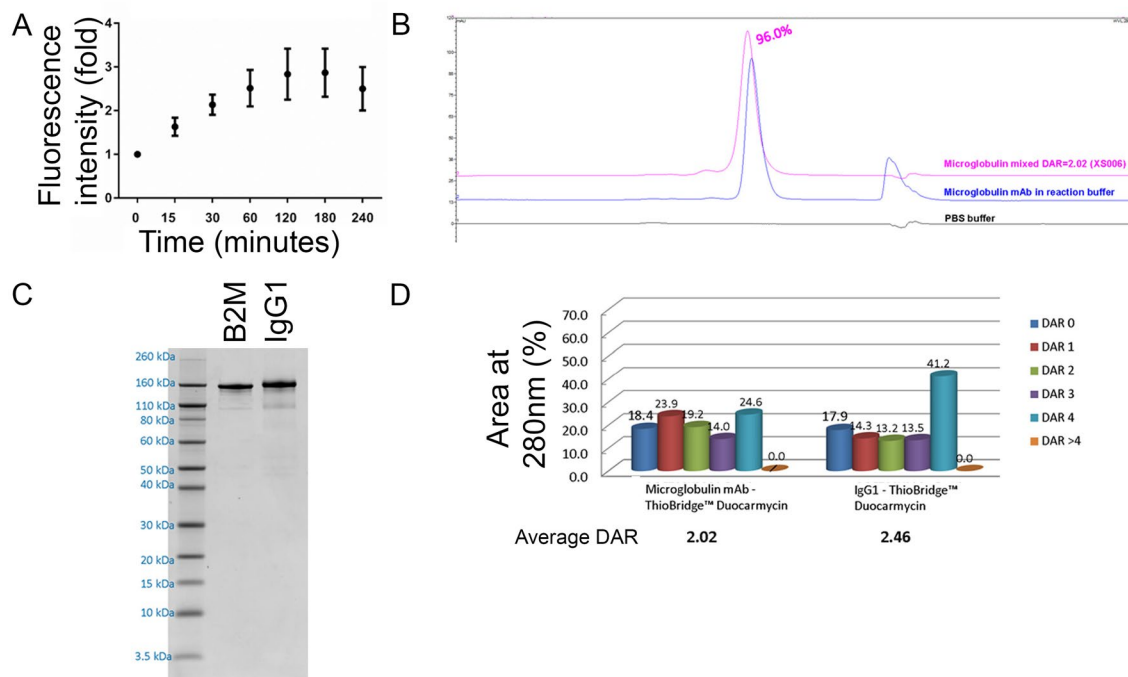 A
Fluorescence
intensity (fold)
4
3
2
1
0
0 15 30 60 120 180 240
Time (minutes)
B
96.0%
Microglobulin mixed DAR=2.02 (XS006)
Microglobulin mAb in reaction buffer
PBS buffer
C
B2M
IgG1
260 kDa
160 kDa
110 kDa
80 kDa
60 kDa
50 kDa
40 kDa
30 kDa
20 kDa
15 kDa
10 kDa
3.5 kDa
D
Area at
280nm (%)
70.0
60.0
50.0
40.0
30.0
20.0
10.0
0.0
18.4 23.9 19.2 14.0 24.6 0.0
17.9 14.3 13.2 13.5 41.2 0.0
Microglobulin mAb -
ThioBridge™ Duocarmycin
IgG1 - ThioBridge™
Duocarmycin
DAR 0
DAR 1
DAR 2
DAR 3
DAR 4
DAR >4
Average DAR 2.02 2.46